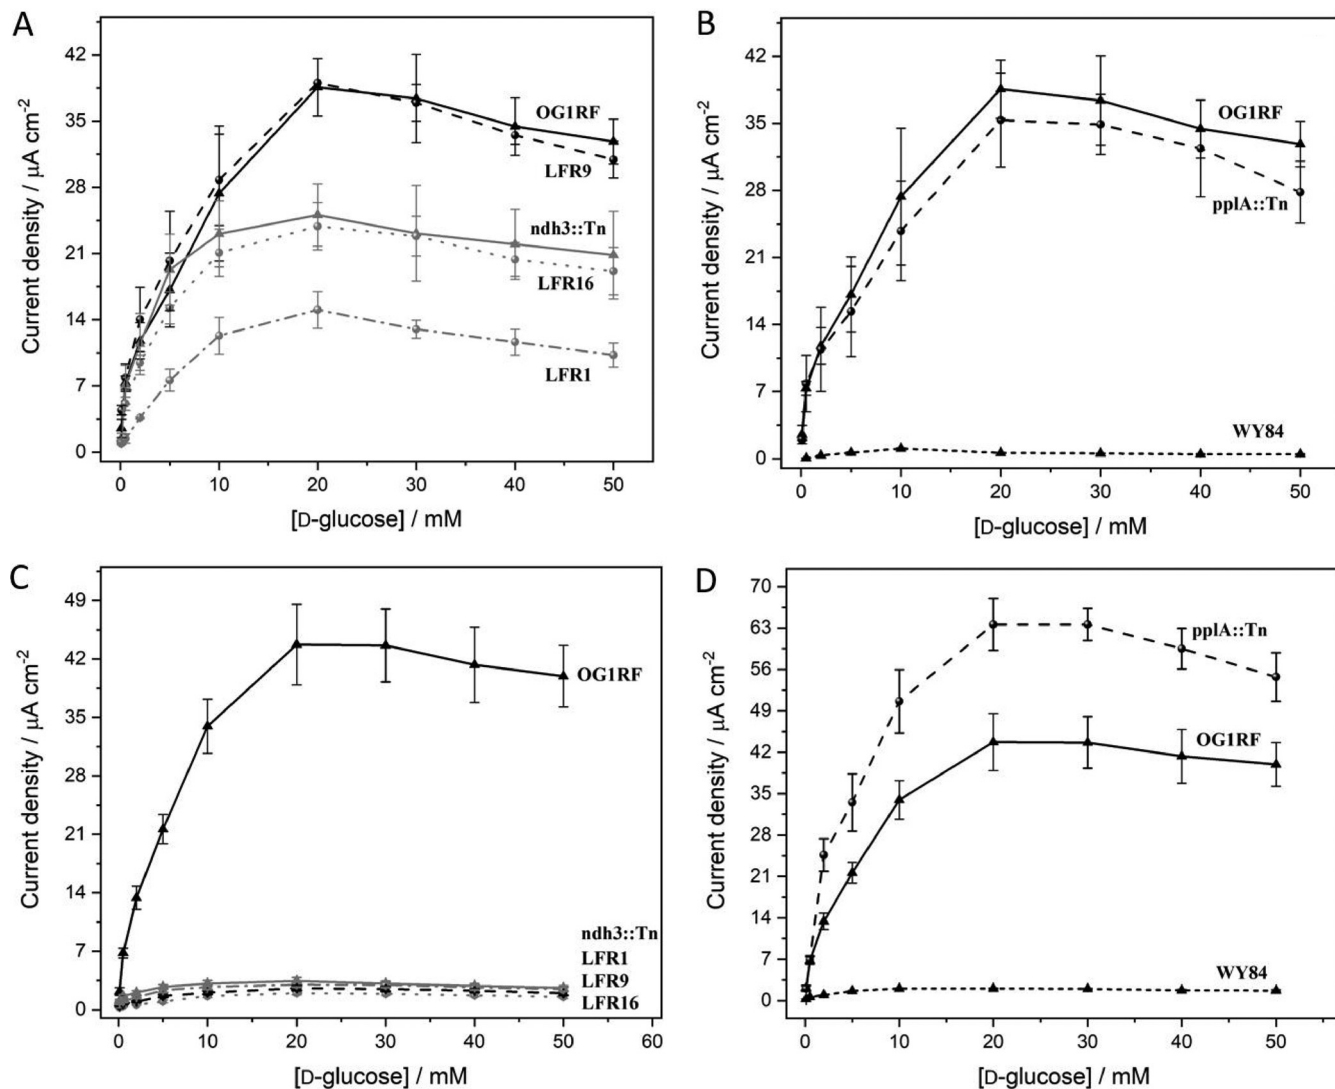 A
Current density / μA cm⁻²
42
35
28
21
14
7
0
OG1RF
LFR9
ndh3::Tn
LFR16
LFR1
0 10 20 30 40 50
[D-glucose] / mM
B
Current density / μA cm⁻²
42
35
28
21
14
7
0
OG1RF
pplA::Tn
WY84
0 10 20 30 40 50
[D-glucose] / mM
C
Current density / μA cm⁻²
49
42
35
28
21
14
7
0
OG1RF
ndh3::Tn
LFR1
LFR9
LFR16
0 10 20 30 40 50 60
[D-glucose] / mM
D
Current density / μA cm⁻²
70
63
56
49
42
35
28
21
14
7
0
pplA::Tn
OG1RF
WY84
0 10 20 30 40 50
[D-glucose] / mM